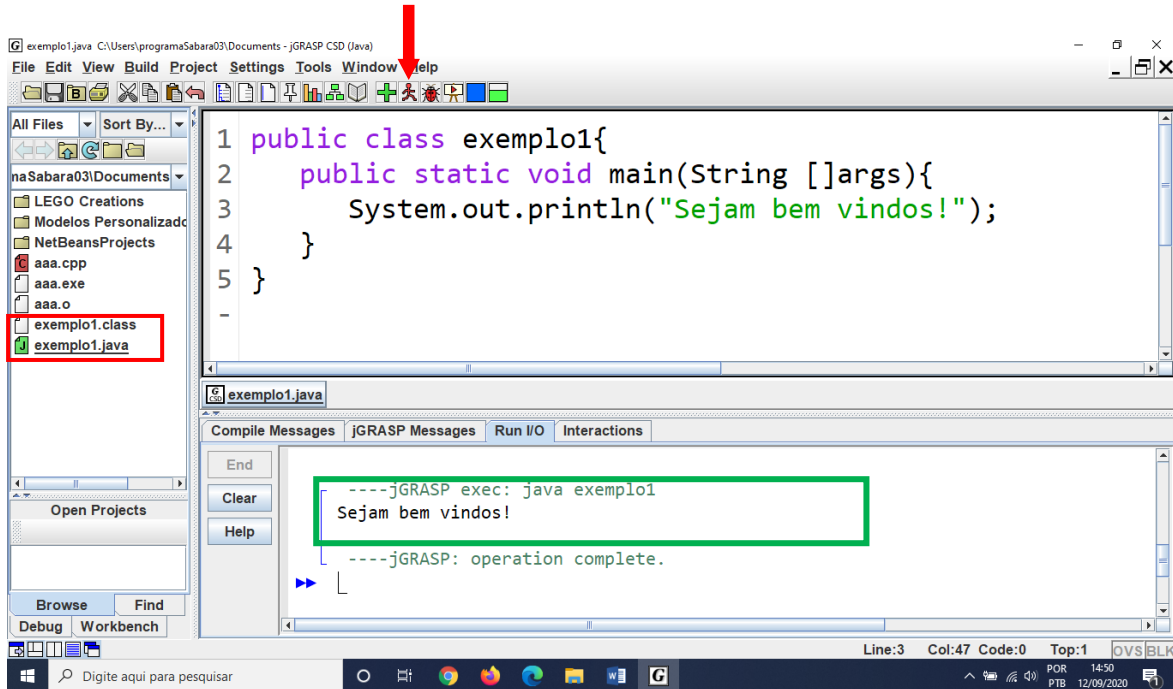 exemplo1.java C:\Users\programaSabara03\Documents - jGRASP CSD (Java)
File Edit View Build Project Settings Tools Window Help
All Files Sort By...
naSabara03\Documents
LEGO Creations
Modelos Personalizado
NetBeansProjects
aaa.cpp
aaa.exe
aaa.o
exemplo1.class
exemplo1.java
1 public class exemplo1{
2 public static void main(String []args){
3 System.out.println("Sejam bem vindos!");
4 }
5 }
exemplo1.java
Compile Messages jGRASP Messages Run I/O Interactions
End
Clear
Help
----jGRASP exec: java exemplo1
Sejam bem vindos!
----jGRASP: operation complete.
Open Projects
Browse Find
Debug Workbench
Line:3 Col:47 Code:0 Top:1 OVS BLK
Digite aqui para pesquisar
POR 14:50
PTB 12/09/2020